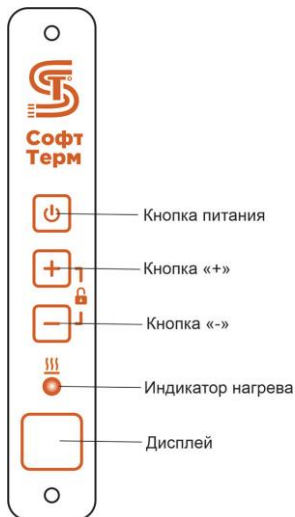 Софт
Терм
Кнопка питания
Кнопка «+»
Кнопка «-»
Индикатор нагрева
Дисплей